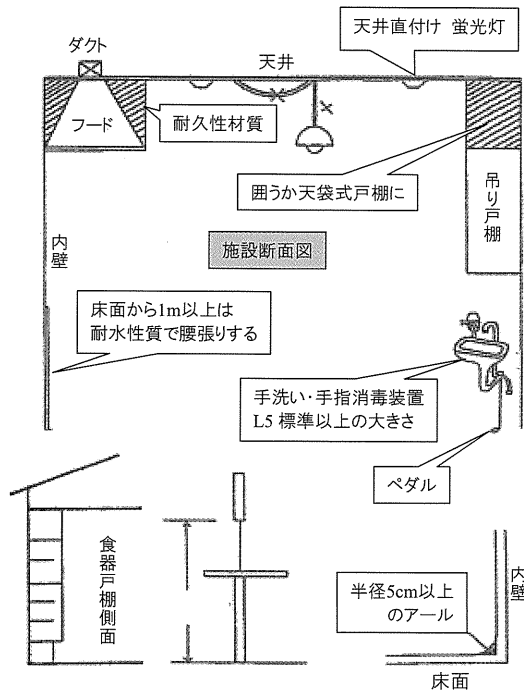 天井直付け 蛍光灯
ダクト
天井
フード
耐久性材質
囲うか天袋式戸棚に
吊り戸棚
内壁
施設断面図
床面から1m以上は
耐水性質で腰張りする
手洗い・手指消毒装置
L5 標準以上の大きさ
ペダル
食器戸棚側面
半径5cm以上
のアール
内壁
床面